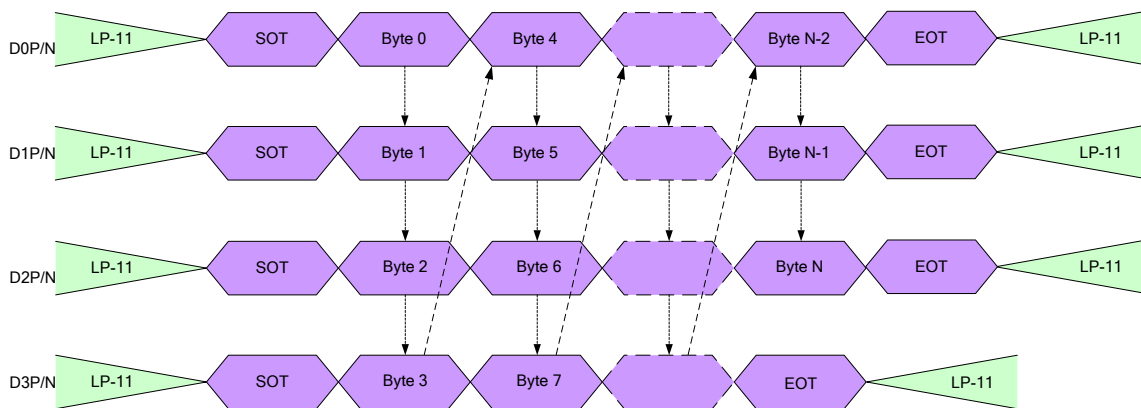 D0P/N LP-11 SOT Byte 0 Byte 4 Byte N-2 EOT LP-11
D1P/N LP-11 SOT Byte 1 Byte 5 Byte N-1 EOT LP-11
D2P/N LP-11 SOT Byte 2 Byte 6 Byte N EOT LP-11
D3P/N LP-11 SOT Byte 3 Byte 7 EOT LP-11